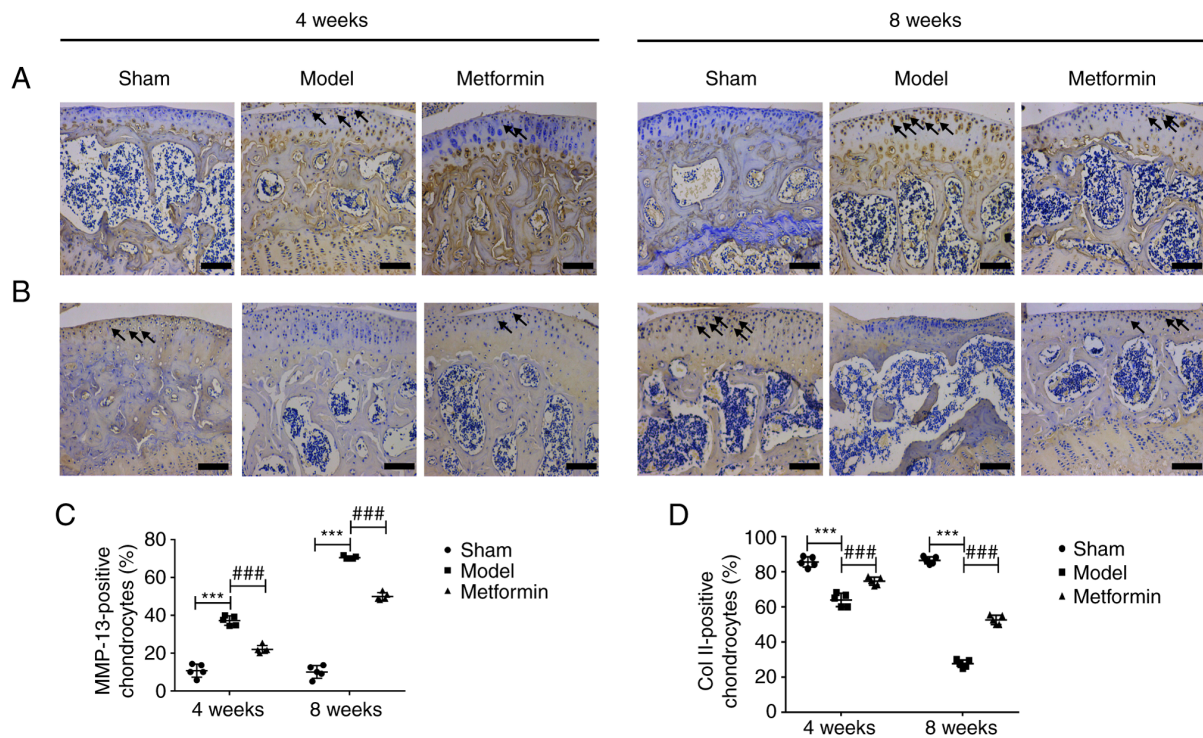 4 weeks
8 weeks
A
Sham
Model
Metformin
Sham
Model
Metformin
B
C
MMP-13-positive
chondrocytes (%)
80
60
40
20
0
***
###
***
###
4 weeks
8 weeks
Sham
Model
Metformin
D
Col II-positive
chondrocytes (%)
100
80
60
40
20
0
***
###
***
###
4 weeks
8 weeks
Sham
Model
Metformin